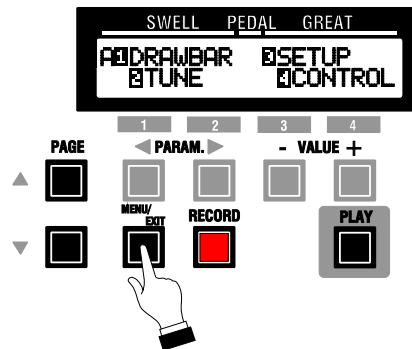 SWELL PEDAL GREAT
A1DRAWBAR 3SETUP
2TUNE 4CONTROL
1 2 3 4
PAGE PARAM. - VALUE +
MENU/
EXIT RECORD PLAY